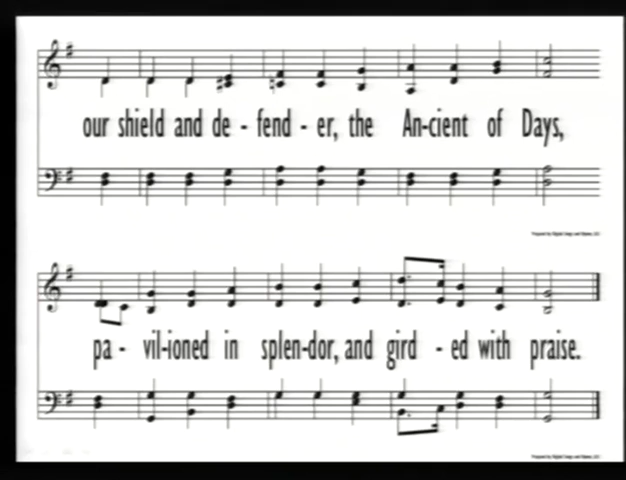 our shield and de - fend - er, the An-cient of Days,
pa - vil-ioned in splen-dor, and gird - ed with praise.